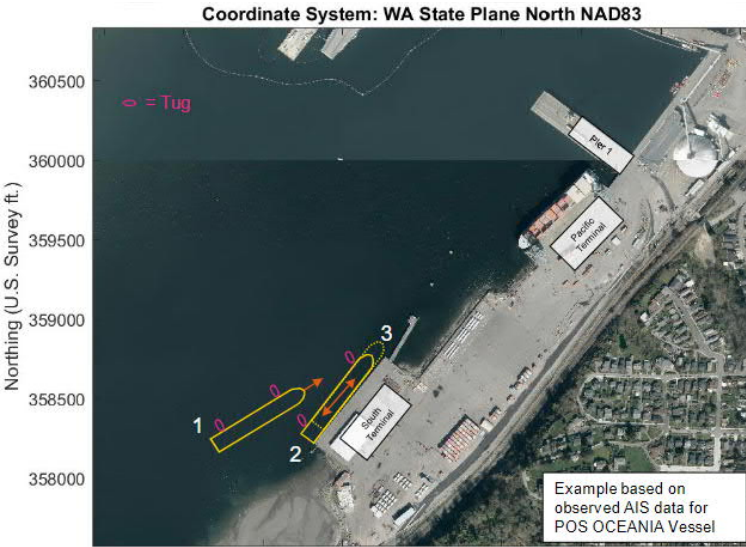 Coordinate System: WA State Plane North NAD83
360500
= Tug
Pier 1
360000
359500
Pacific
Terminal
Northing (U.S. Survey ft.)
359000
3
358500
1
South
Terminal
2
358000
Example based on
observed AIS data for
POS OCEANIA Vessel